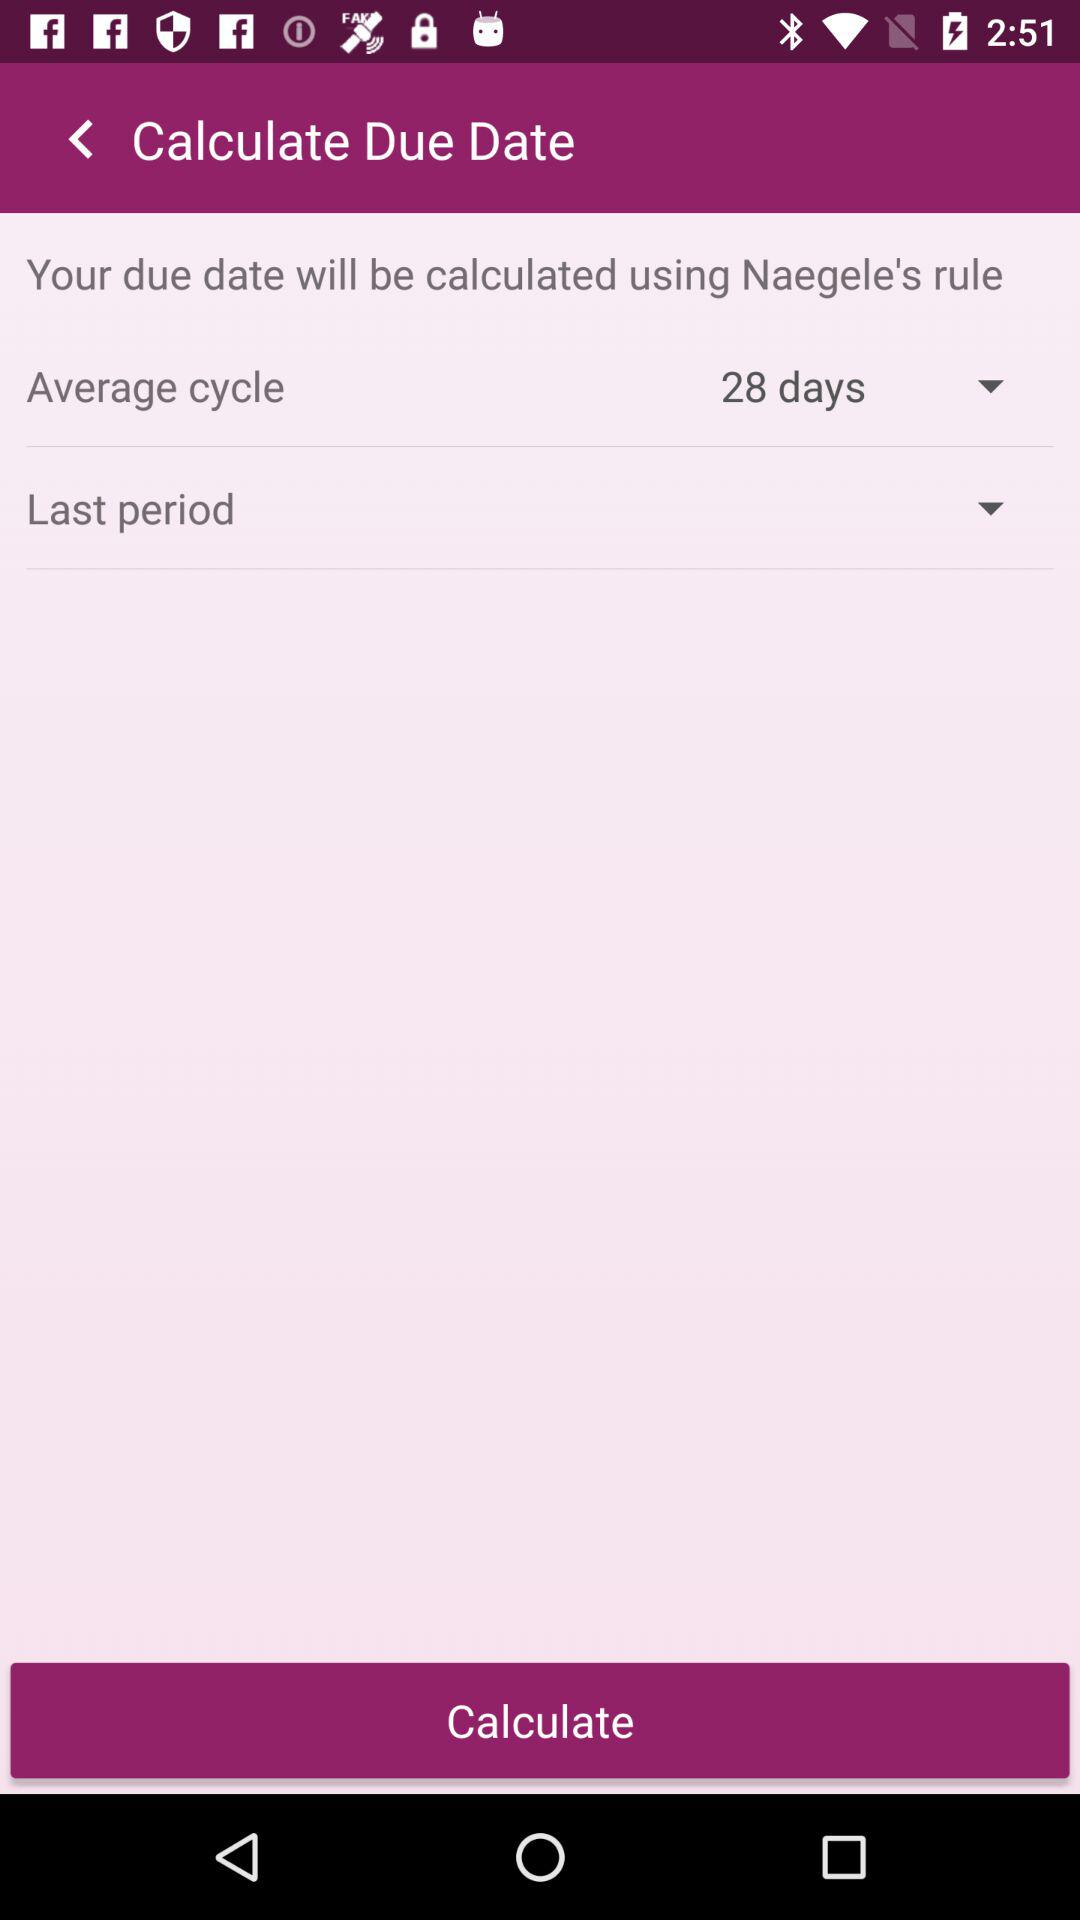 FAK
2:51
Calculate Due Date
Your due date will be calculated using Naegele's rule
Average cycle 28 days
Last period
Calculate